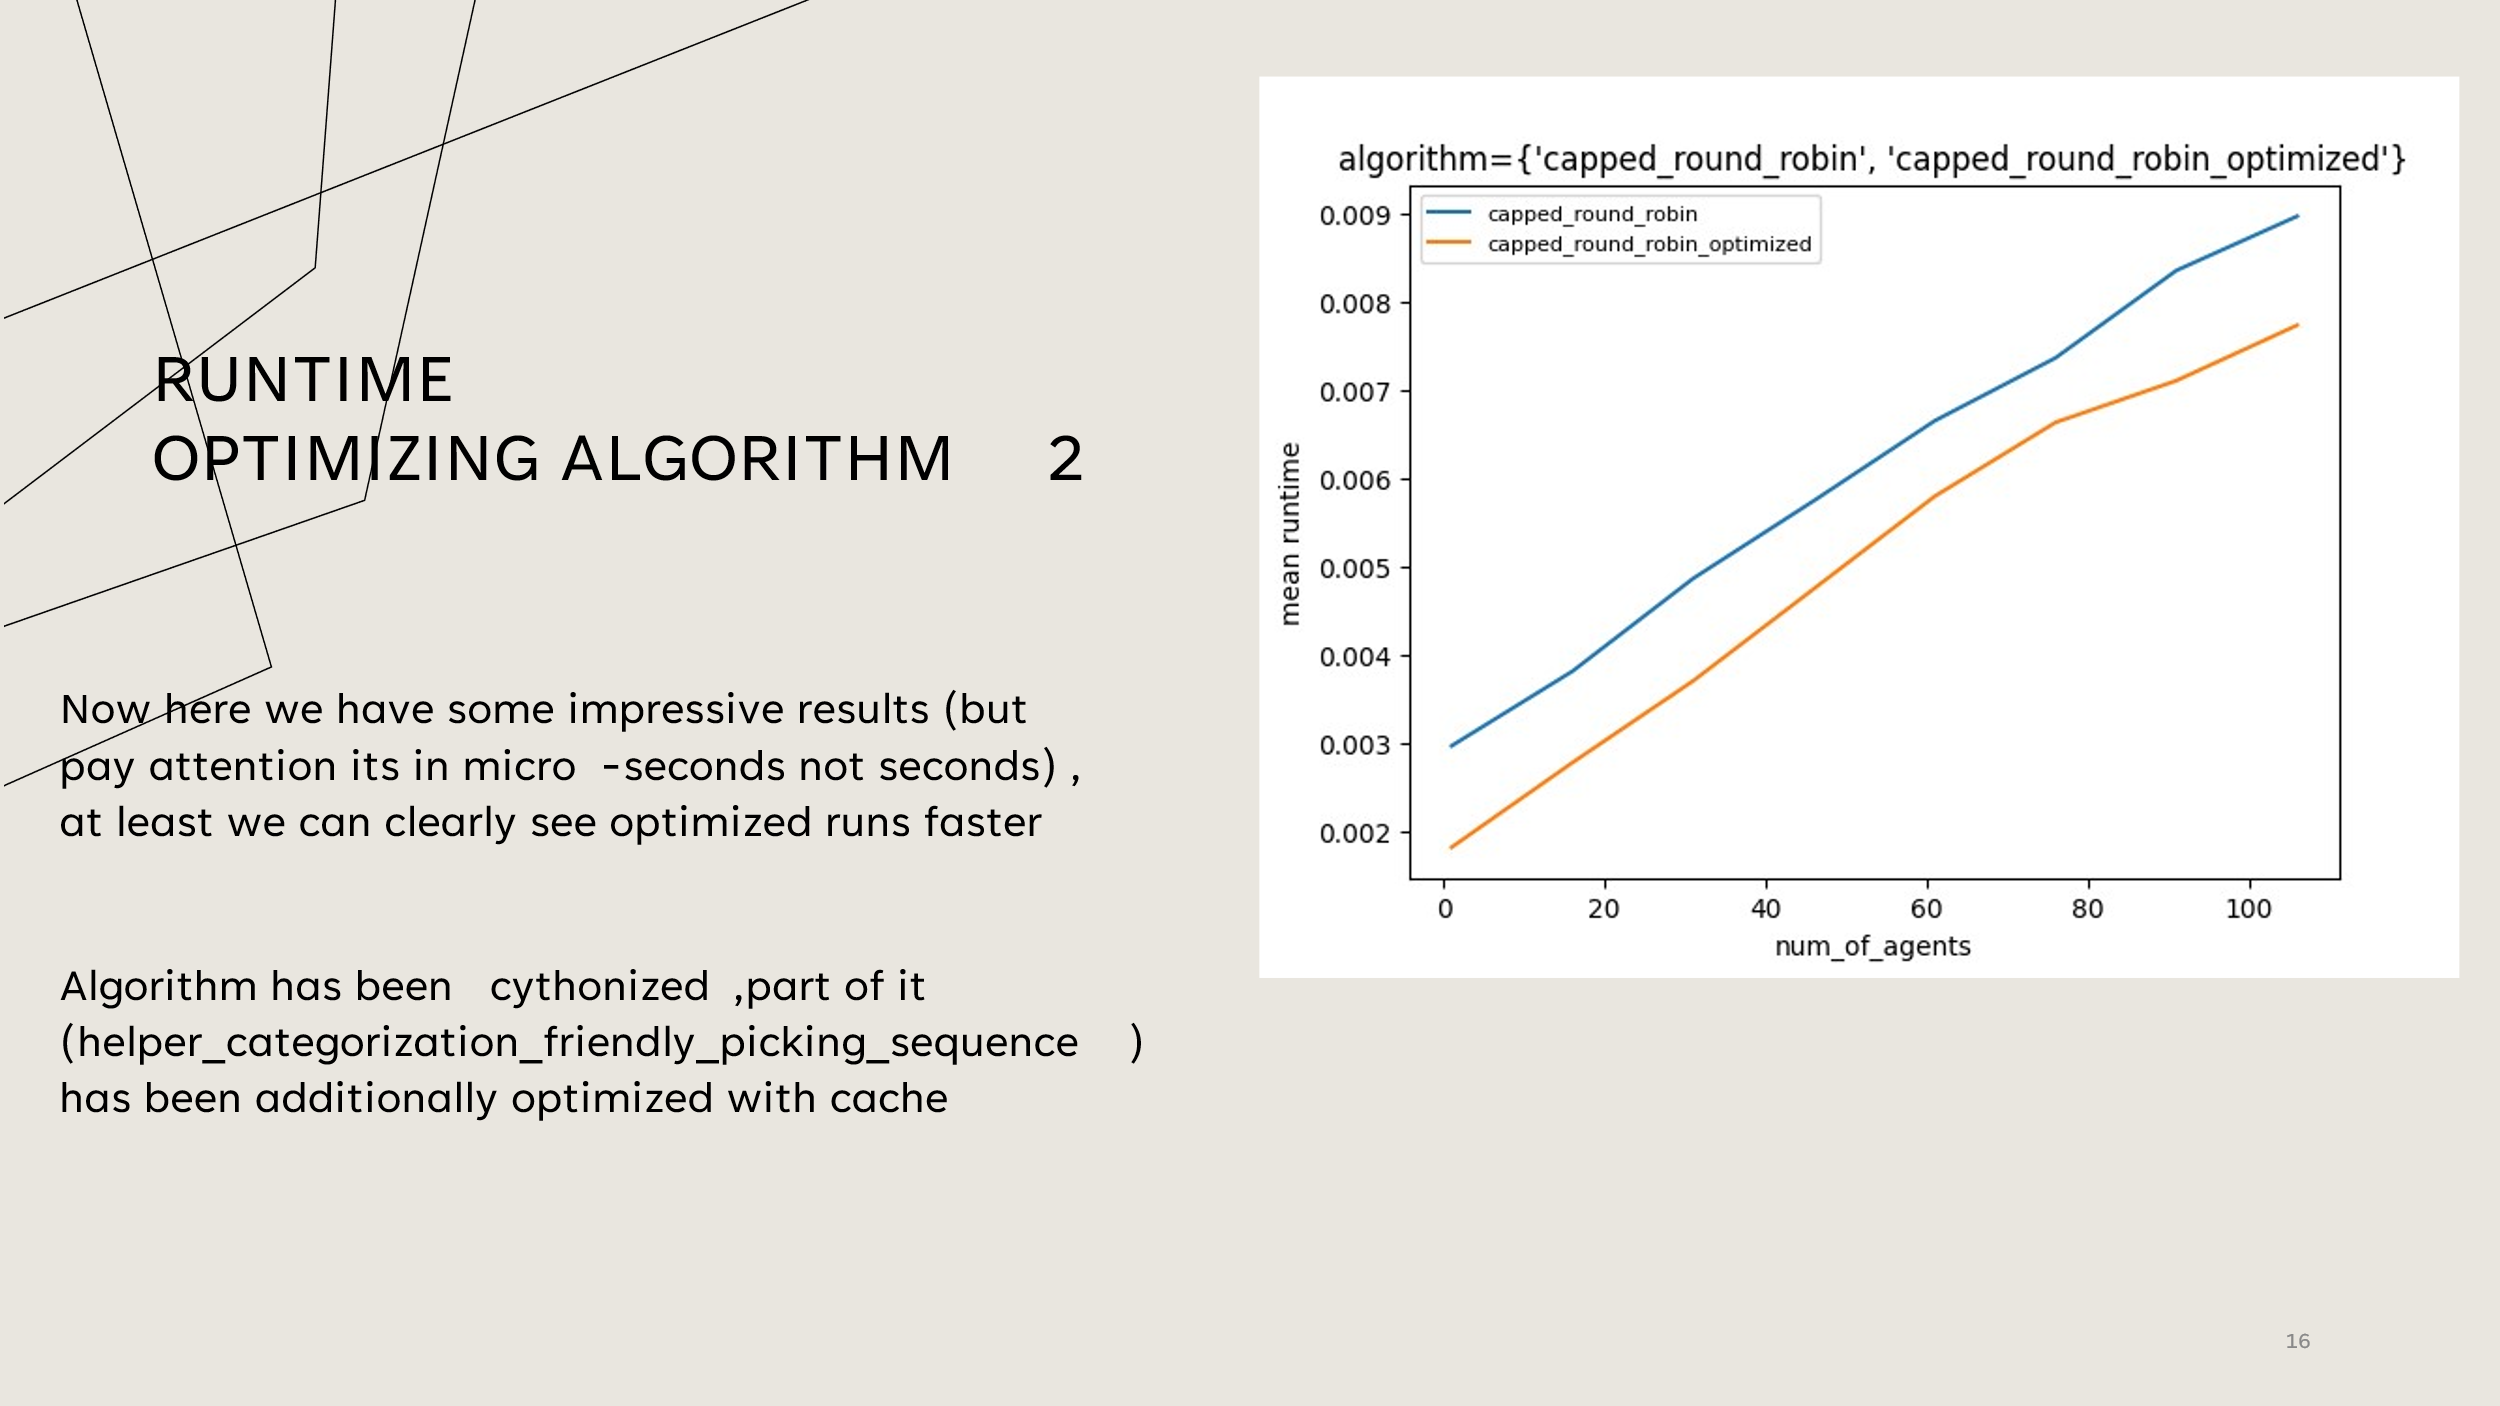 RUNTIME
OPTIMIZING ALGORITHM 2
Now here we have some impressive results (but
pay attention its in micro -seconds not seconds) ,
at least we can clearly see optimized runs faster
Algorithm has been cythonized ,part of it
(helper_categorization_friendly_picking_sequence )
has been additionally optimized with cache
algorithm={'capped_round_robin', 'capped_round_robin_optimized'}
capped_round_robin
capped_round_robin_optimized
mean runtime
0.009
0.008
0.007
0.006
0.005
0.004
0.003
0.002
0 20 40 60 80 100
num_of_agents
16